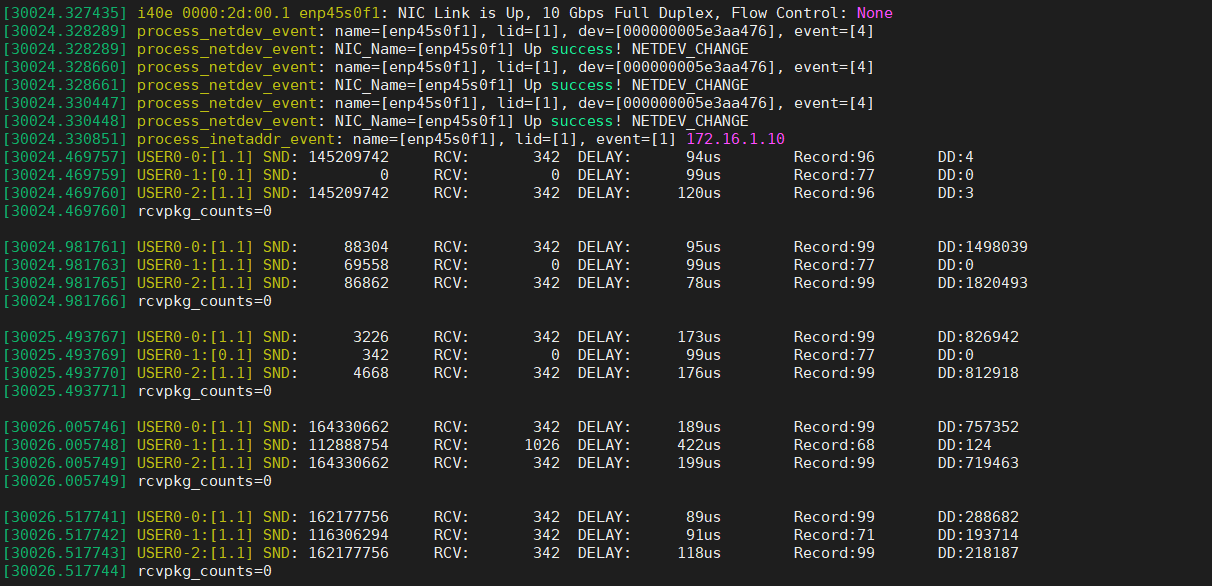 [30024.327435] i40e 0000:2d:00.1 enp45s0f1: NIC Link is Up, 10 Gbps Full Duplex, Flow Control: None
[30024.328289] process_netdev_event: name=[enp45s0f1], lid=[1], dev=[000000005e3aa476], event=[4]
[30024.328289] process_netdev_event: NIC_Name=[enp45s0f1] Up success! NETDEV_CHANGE
[30024.328660] process_netdev_event: name=[enp45s0f1], lid=[1], dev=[000000005e3aa476], event=[4]
[30024.328661] process_netdev_event: NIC_Name=[enp45s0f1] Up success! NETDEV_CHANGE
[30024.330447] process_netdev_event: name=[enp45s0f1], lid=[1], dev=[000000005e3aa476], event=[4]
[30024.330448] process_netdev_event: NIC_Name=[enp45s0f1] Up success! NETDEV_CHANGE
[30024.330851] process_inetaddr_event: name=[enp45s0f1], lid=[1], event=[1] 172.16.1.10
[30024.469757] USER0-0:[1.1] SND: 145209742     RCV:       342  DELAY:      94us        Record:96       DD:4
[30024.469759] USER0-1:[0.1] SND:         0     RCV:         0  DELAY:      99us        Record:77       DD:0
[30024.469760] USER0-2:[1.1] SND: 145209742     RCV:       342  DELAY:     120us        Record:96       DD:3
[30024.469760] rcvpkg_counts=0
[30024.981761] USER0-0:[1.1] SND:     88304     RCV:       342  DELAY:      95us        Record:99       DD:1498039
[30024.981763] USER0-1:[0.1] SND:     69558     RCV:         0  DELAY:      99us        Record:77       DD:0
[30024.981765] USER0-2:[1.1] SND:     86862     RCV:       342  DELAY:      78us        Record:99       DD:1820493
[30024.981766] rcvpkg_counts=0
[30025.493767] USER0-0:[1.1] SND:      3226     RCV:       342  DELAY:     173us        Record:99       DD:826942
[30025.493769] USER0-1:[0.1] SND:       342     RCV:         0  DELAY:      99us        Record:77       DD:0
[30025.493770] USER0-2:[1.1] SND:      4668     RCV:       342  DELAY:     176us        Record:99       DD:812918
[30025.493771] rcvpkg_counts=0
[30026.005746] USER0-0:[1.1] SND: 164330662     RCV:       342  DELAY:     189us        Record:99       DD:757352
[30026.005748] USER0-1:[1.1] SND: 112888754     RCV:      1026  DELAY:     422us        Record:68       DD:124
[30026.005749] USER0-2:[1.1] SND: 164330662     RCV:       342  DELAY:     199us        Record:99       DD:719463
[30026.005749] rcvpkg_counts=0
[30026.517741] USER0-0:[1.1] SND: 162177756     RCV:       342  DELAY:      89us        Record:99       DD:288682
[30026.517742] USER0-1:[1.1] SND: 116306294     RCV:       342  DELAY:      91us        Record:71       DD:193714
[30026.517743] USER0-2:[1.1] SND: 162177756     RCV:       342  DELAY:     118us        Record:99       DD:218187
[30026.517744] rcvpkg_counts=0